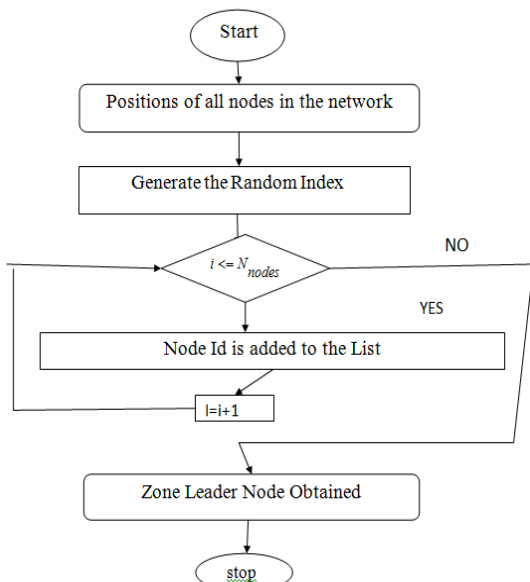 Start
Positions of all nodes in the network
Generate the Random Index
i <= N_nodes
NO
YES
Node Id is added to the List
I=i+1
Zone Leader Node Obtained
stop